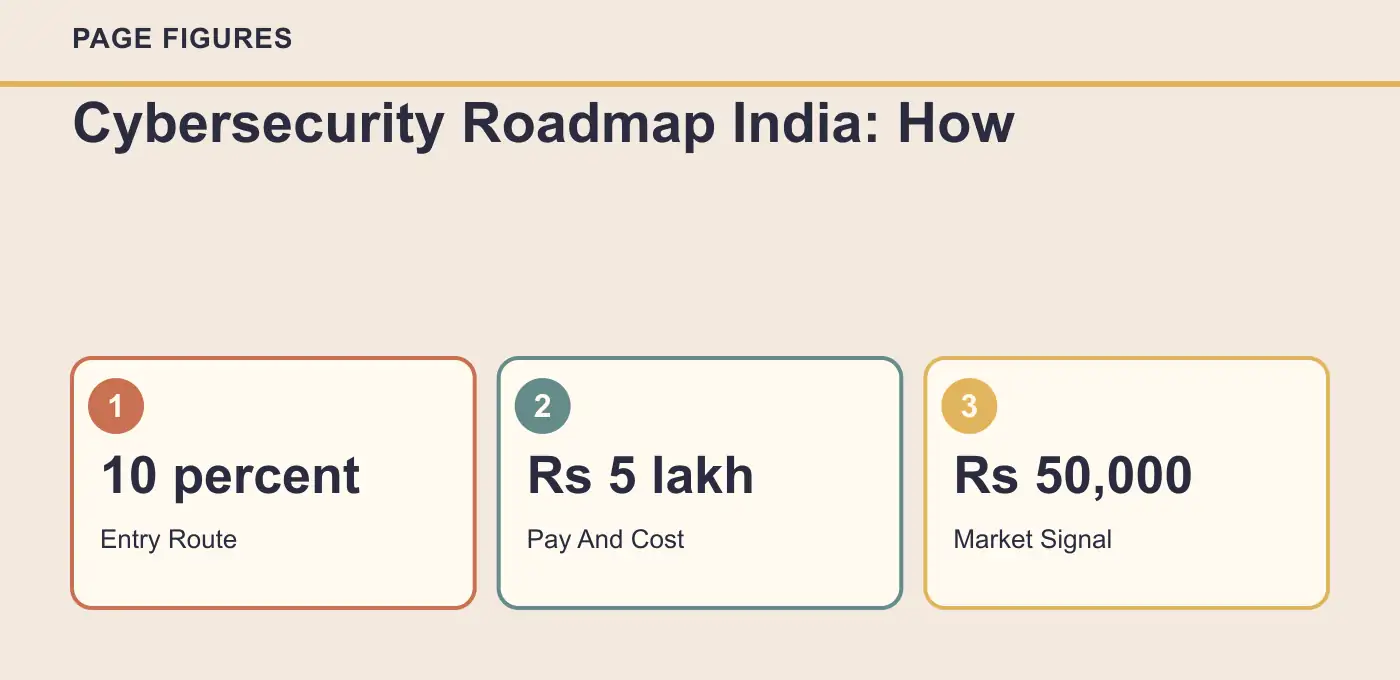 PAGE FIGURES
Cybersecurity Roadmap India: How
1
10 percent
Entry Route
2
Rs 5 lakh
Pay And Cost
3
Rs 50,000
Market Signal